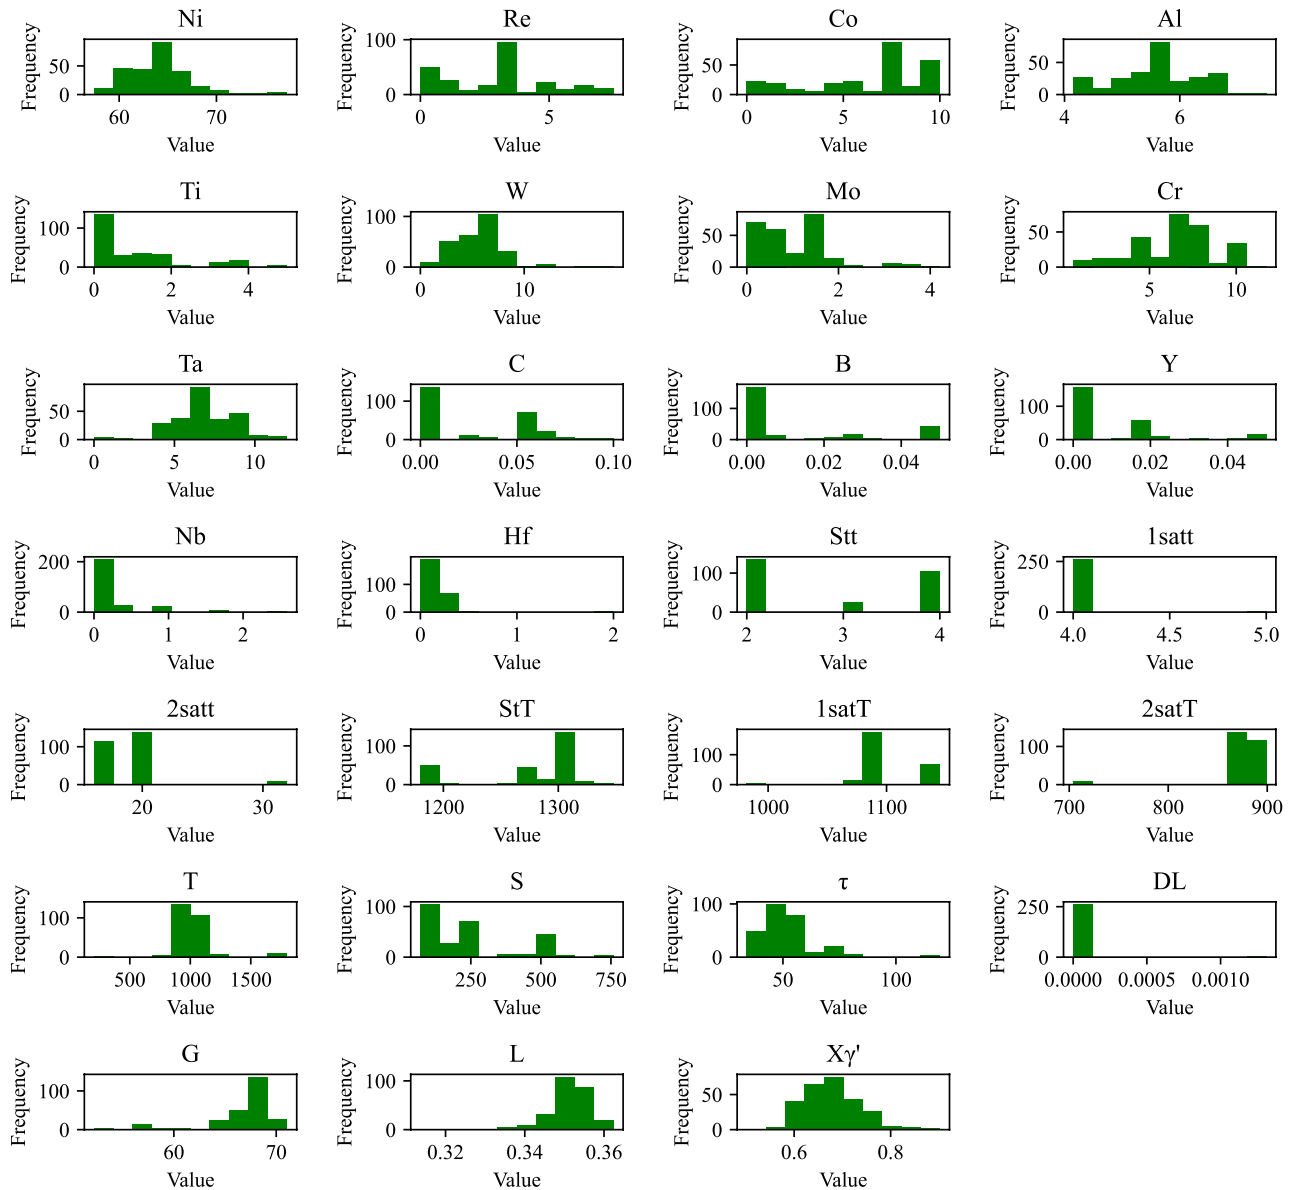 Ni Re Co Al
Frequency Frequency Frequency Frequency
50 0 100 50 0 50 0 50 0
60 70 0 5 0 5 10 4 6
Value Value Value Value
Ti W Mo Cr
Frequency Frequency Frequency Frequency
100 0 100 0 50 0 50 0
0 2 4 0 10 0 2 4 5 10
Value Value Value Value
Ta C B Y
Frequency Frequency Frequency Frequency
50 0 100 0 100 0 100 0
0 5 10 0.00 0.05 0.10 0.00 0.02 0.04 0.00 0.02 0.04
Value Value Value Value
Nb Hf Stt 1satt
Frequency Frequency Frequency Frequency
200 0 100 0 100 0 250 0
0 1 2 0 1 2 2 3 4 4.0 4.5 5.0
Value Value Value Value
2satt StT 1satT 2satT
Frequency Frequency Frequency Frequency
100 0 100 0 100 0 100 0
20 30 1200 1300 1000 1100 700 800 900
Value Value Value Value
T S τ DL
Frequency Frequency Frequency Frequency
100 0 100 0 100 0 250 0
500 1000 1500 250 500 750 50 100 0.0000 0.0005 0.0010
Value Value Value Value
G L Xγ'
Frequency Frequency Frequency
100 0 100 0 50 0
60 70 0.32 0.34 0.36 0.6 0.8
Value Value Value